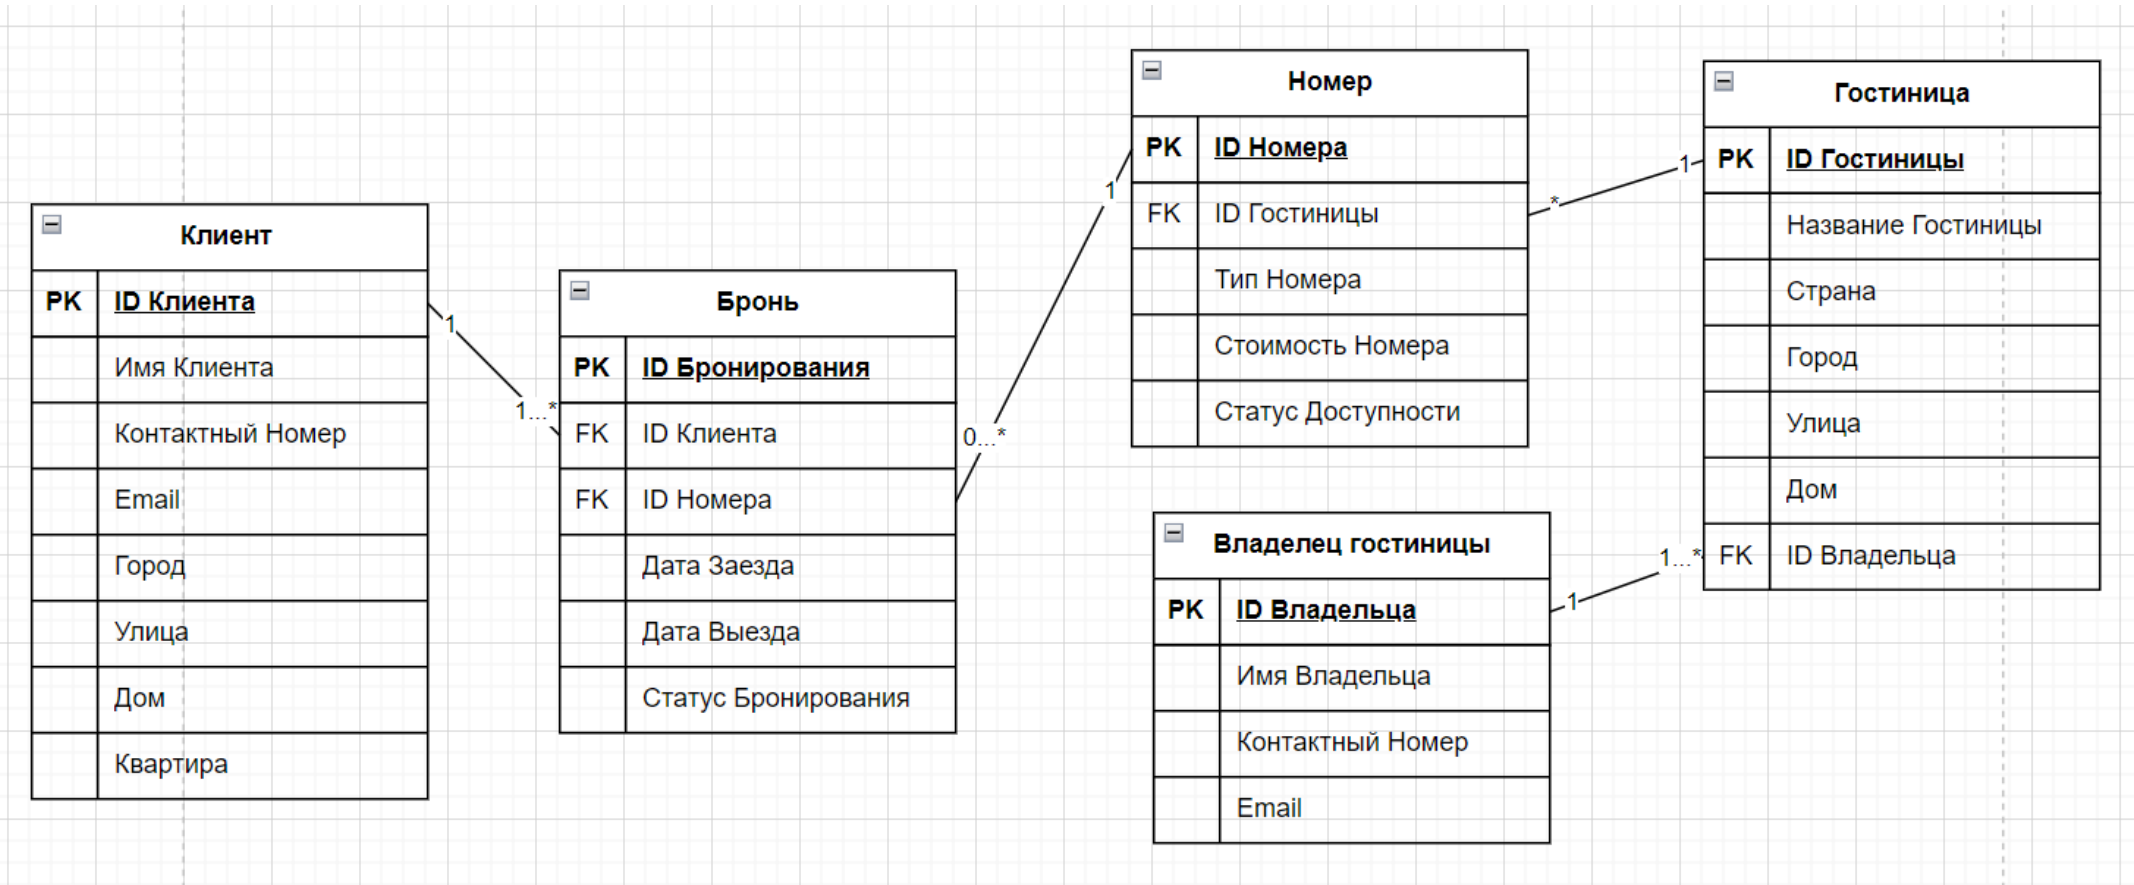 Клиент
PK ID Клиента
Имя Клиента
Контактный Номер
Email
Город
Улица
Дом
Квартира
1
1...*
Бронь
PK ID Бронирования
FK ID Клиента
FK ID Номера
Дата Заезда
Дата Выезда
Статус Бронирования
0...*
1
Номер
PK ID Номера
FK ID Гостиницы
Тип Номера
Стоимость Номера
Статус Доступности
*
1
Гостиница
PK ID Гостиницы
Название Гостиницы
Страна
Город
Улица
Дом
FK ID Владельца
Владелец гостиницы
PK ID Владельца
Имя Владельца
Контактный Номер
Email
1
1...*